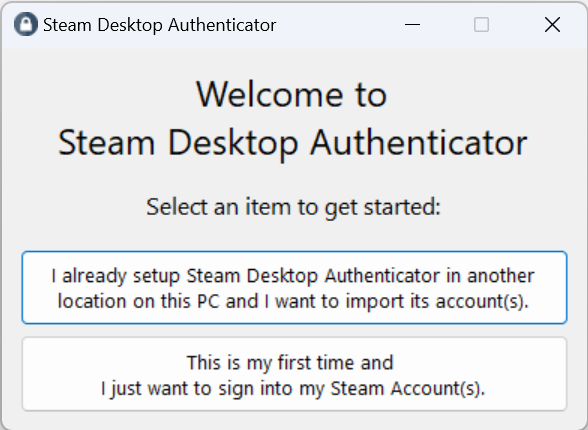 Steam Desktop Authenticator
Welcome to
Steam Desktop Authenticator
Select an item to get started:
I already setup Steam Desktop Authenticator in another
location on this PC and I want to import its account(s).
This is my first time and
I just want to sign into my Steam Account(s).